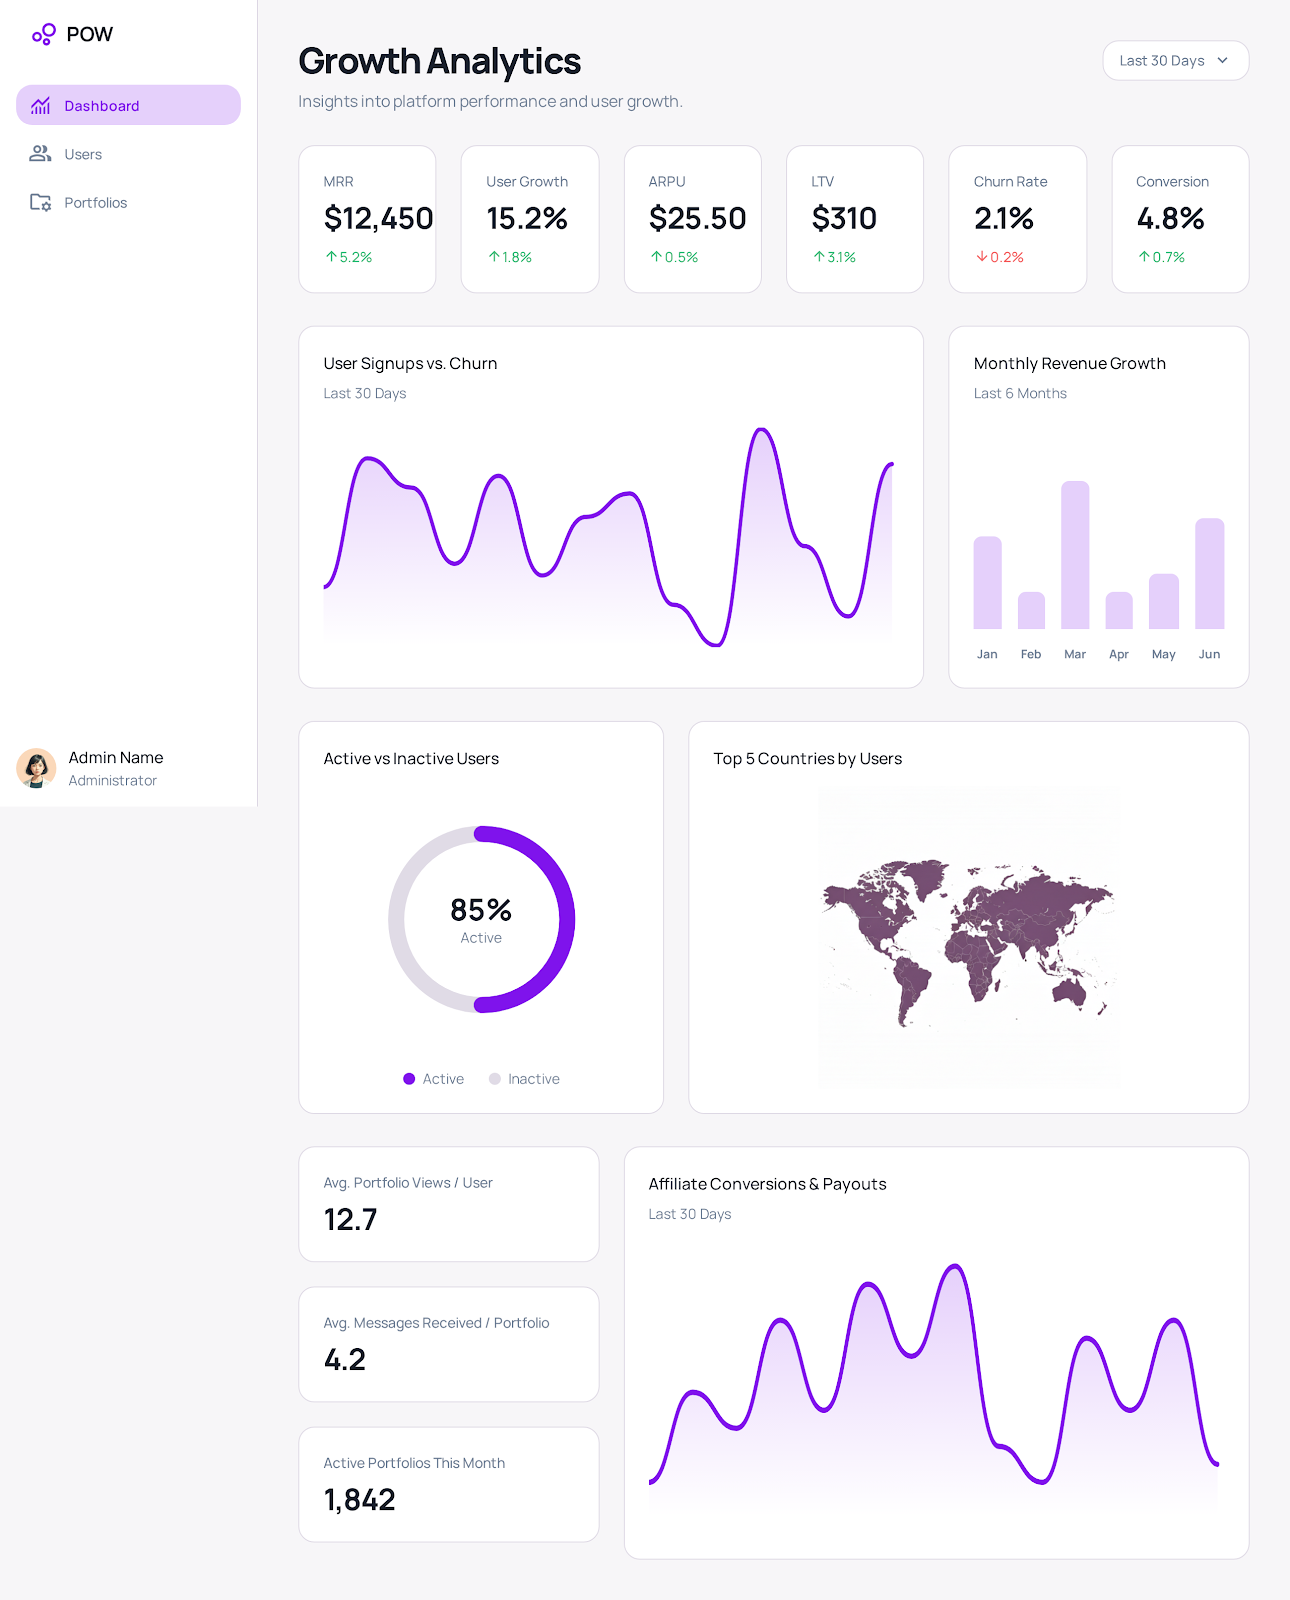 POW
Dashboard
Users
Portfolios
Admin Name
Administrator
Growth Analytics
Insights into platform performance and user growth.
Last 30 Days
MRR
$12,450
5.2%
User Growth
15.2%
1.8%
ARPU
$25.50
0.5%
LTV
$310
3.1%
Churn Rate
2.1%
0.2%
Conversion
4.8%
0.7%
User Signups vs. Churn
Last 30 Days
Monthly Revenue Growth
Last 6 Months
Jan Feb Mar Apr May Jun
Active vs Inactive Users
85%
Active
Active Inactive
Top 5 Countries by Users
Avg. Portfolio Views / User
12.7
Avg. Messages Received / Portfolio
4.2
Active Portfolios This Month
1,842
Affiliate Conversions & Payouts
Last 30 Days